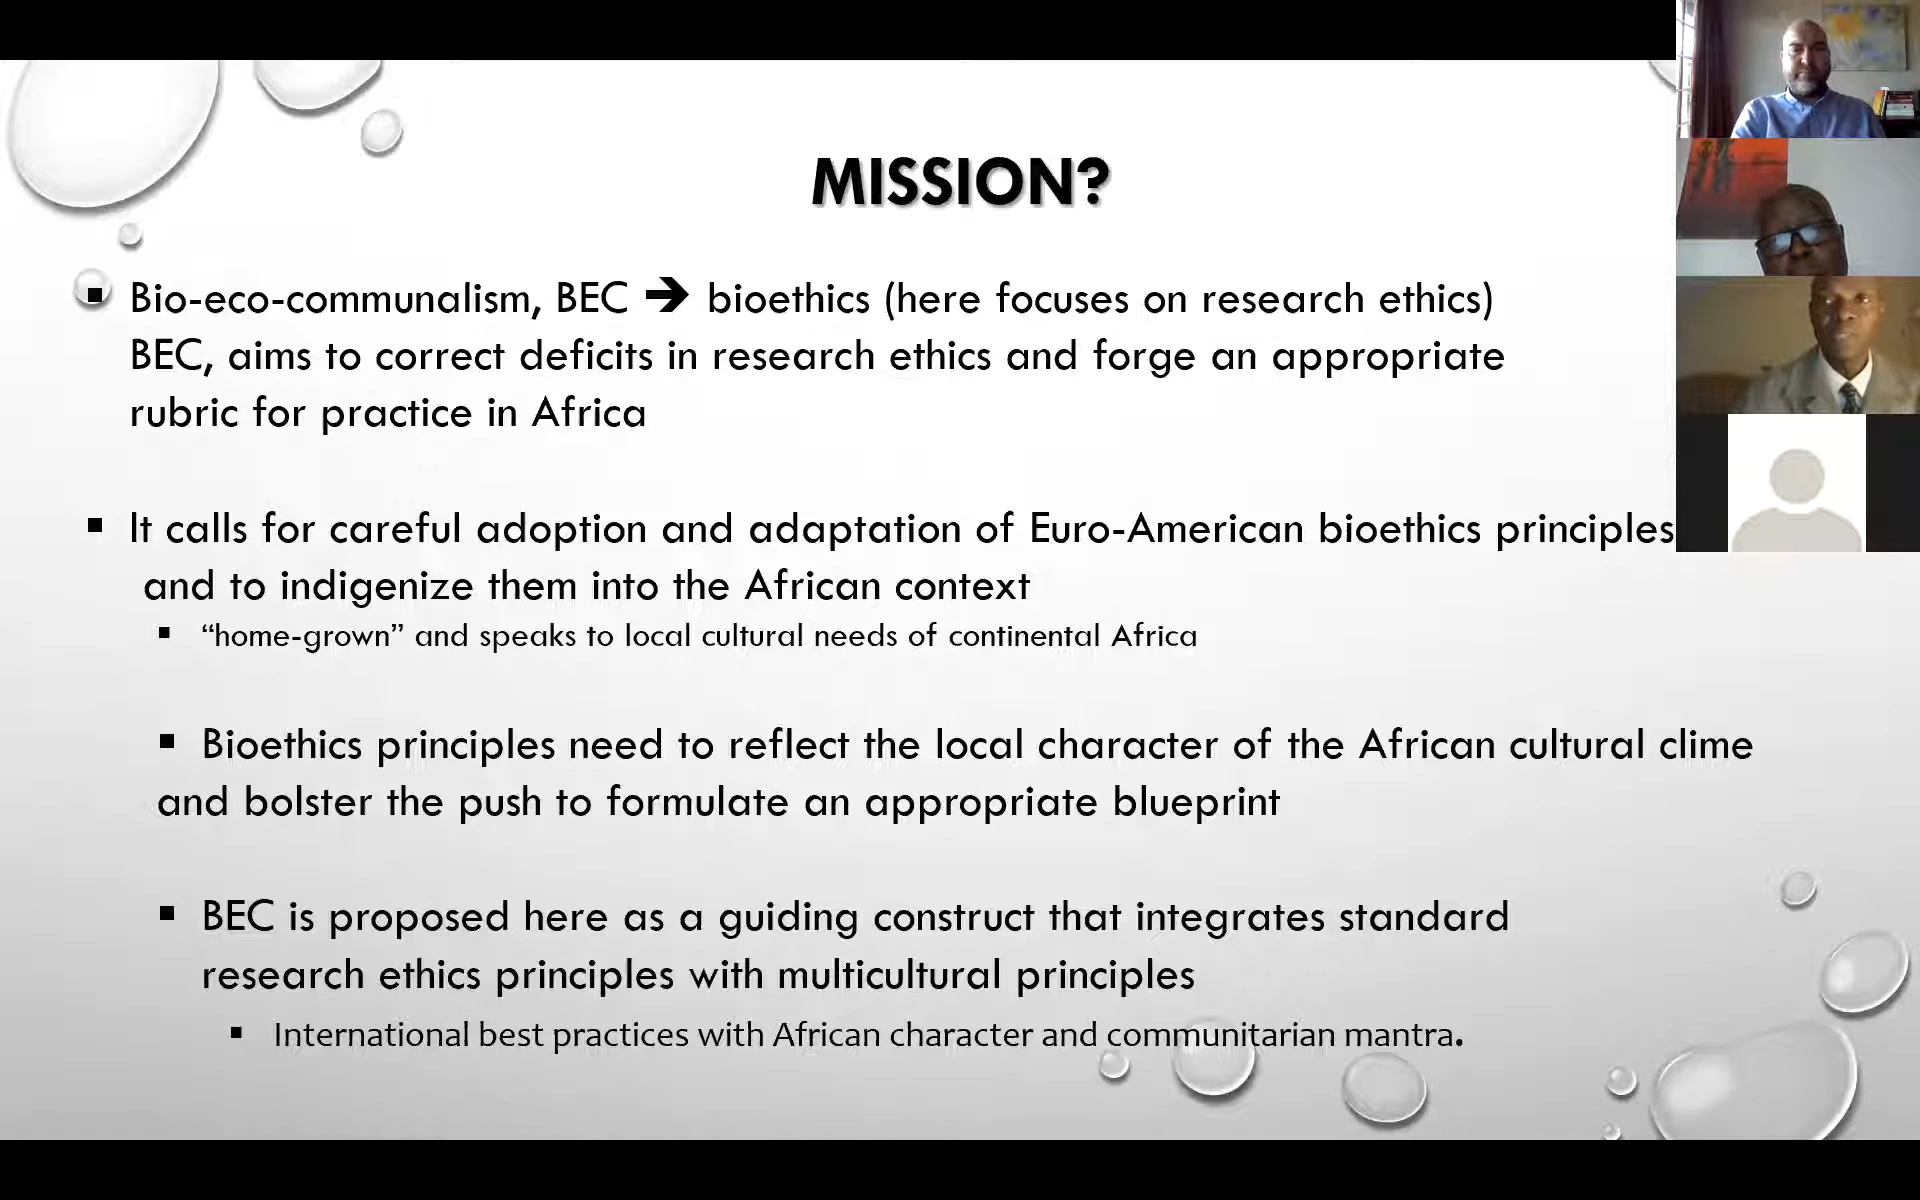 MISSION?
▪ Bio-eco-communalism, BEC ➔ bioethics (here focuses on research ethics)
BEC, aims to correct deficits in research ethics and forge an appropriate
rubric for practice in Africa
▪ It calls for careful adoption and adaptation of Euro-American bioethics principles
and to indigenize them into the African context
▪ “home-grown” and speaks to local cultural needs of continental Africa
▪ Bioethics principles need to reflect the local character of the African cultural clime
and bolster the push to formulate an appropriate blueprint
▪ BEC is proposed here as a guiding construct that integrates standard
research ethics principles with multicultural principles
▪ International best practices with African character and communitarian mantra.